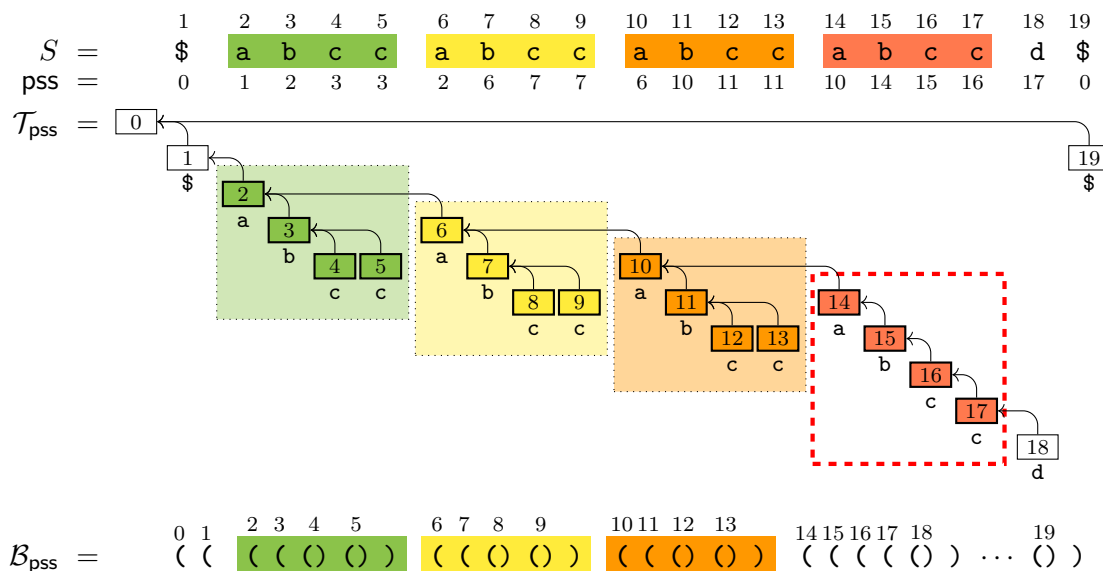 1 2 3 4 5 6 7 8 9 10 11 12 13 14 15 16 17 18 19
S = $ a b c c a b c c a b c c a b c c d $
pss = 0 1 2 3 3 2 6 7 7 6 10 11 11 10 14 15 16 17 0
𝒯pss = 0
1 19
$ $
2
a
3 6
b a
4 5 7 10
c c b a
8 9 11 14
c c b a
12 13 15
c c b
16
c
17
c
18
d
0 1 2 3 4 5 6 7 8 9 10 11 12 13 14 15 16 17 18 19
ℬpss = ( ( ( ( () () ) ( ( () () ) ( ( () () ) ( ( ( ( () ) ) ⋯ () )